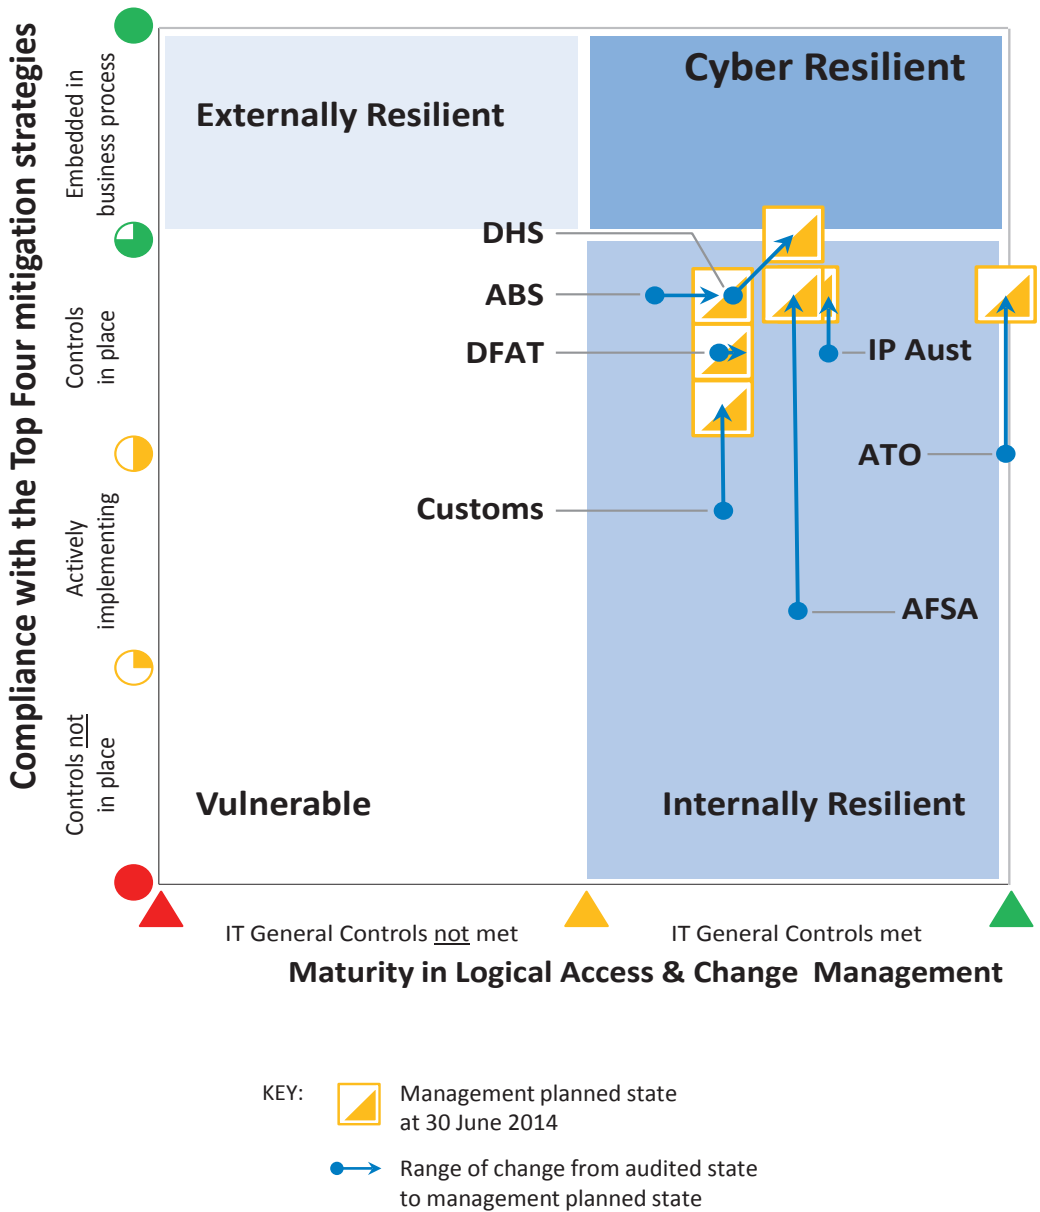 Compliance with the Top Four mitigation strategies
Embedded in
business process
Controls
in place
Actively
implementing
Controls not
in place
Externally Resilient
Cyber Resilient
DHS
ABS
DFAT
IP Aust
ATO
Customs
AFSA
Vulnerable
Internally Resilient
IT General Controls not met
IT General Controls met
Maturity in Logical Access & Change Management
KEY:
Management planned state
at 30 June 2014
Range of change from audited state
to management planned state